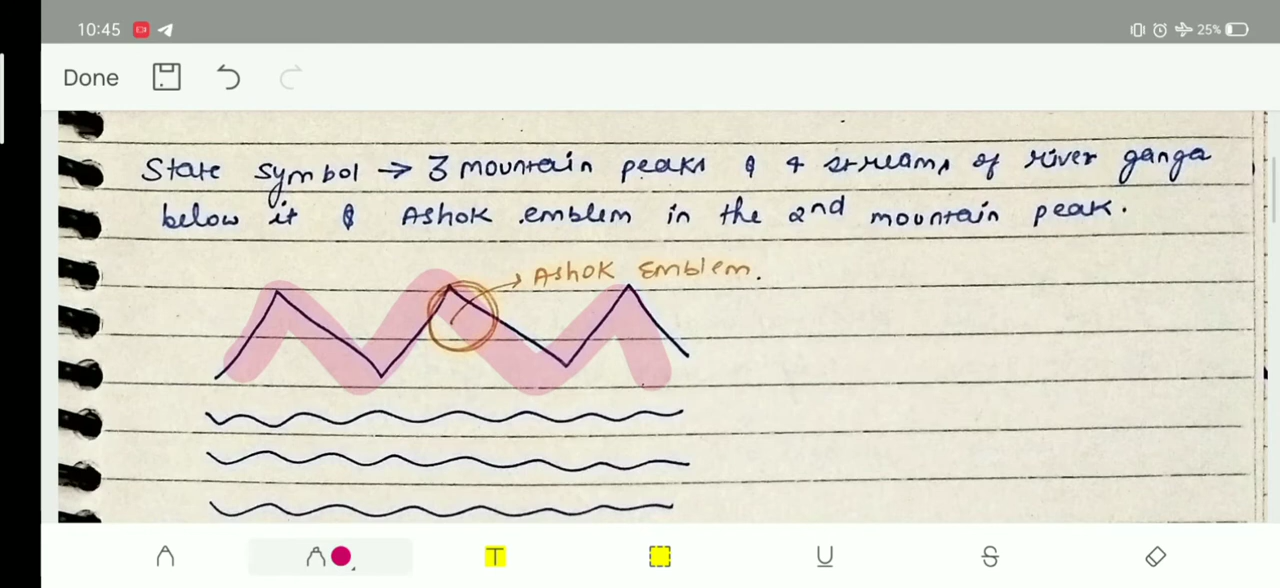 10:45
25%
Done
State symbol → 3 mountain peaks & 4 streams of river ganga
below it & Ashok emblem in the 2nd mountain peak.
→ Ashok Emblem.
T
U
S